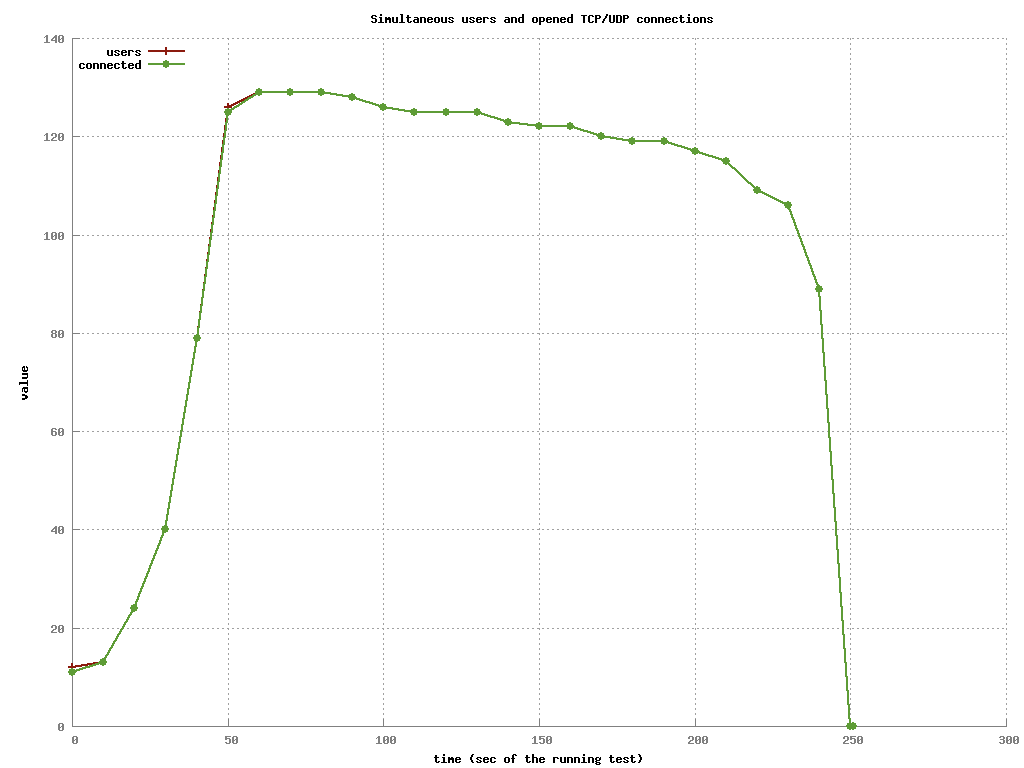 Simultaneous users and opened TCP/UDP connections
140
users
connected
120
100
80
value
60
40
20
0
0 50 100 150 200 250 300
time (sec of the running test)